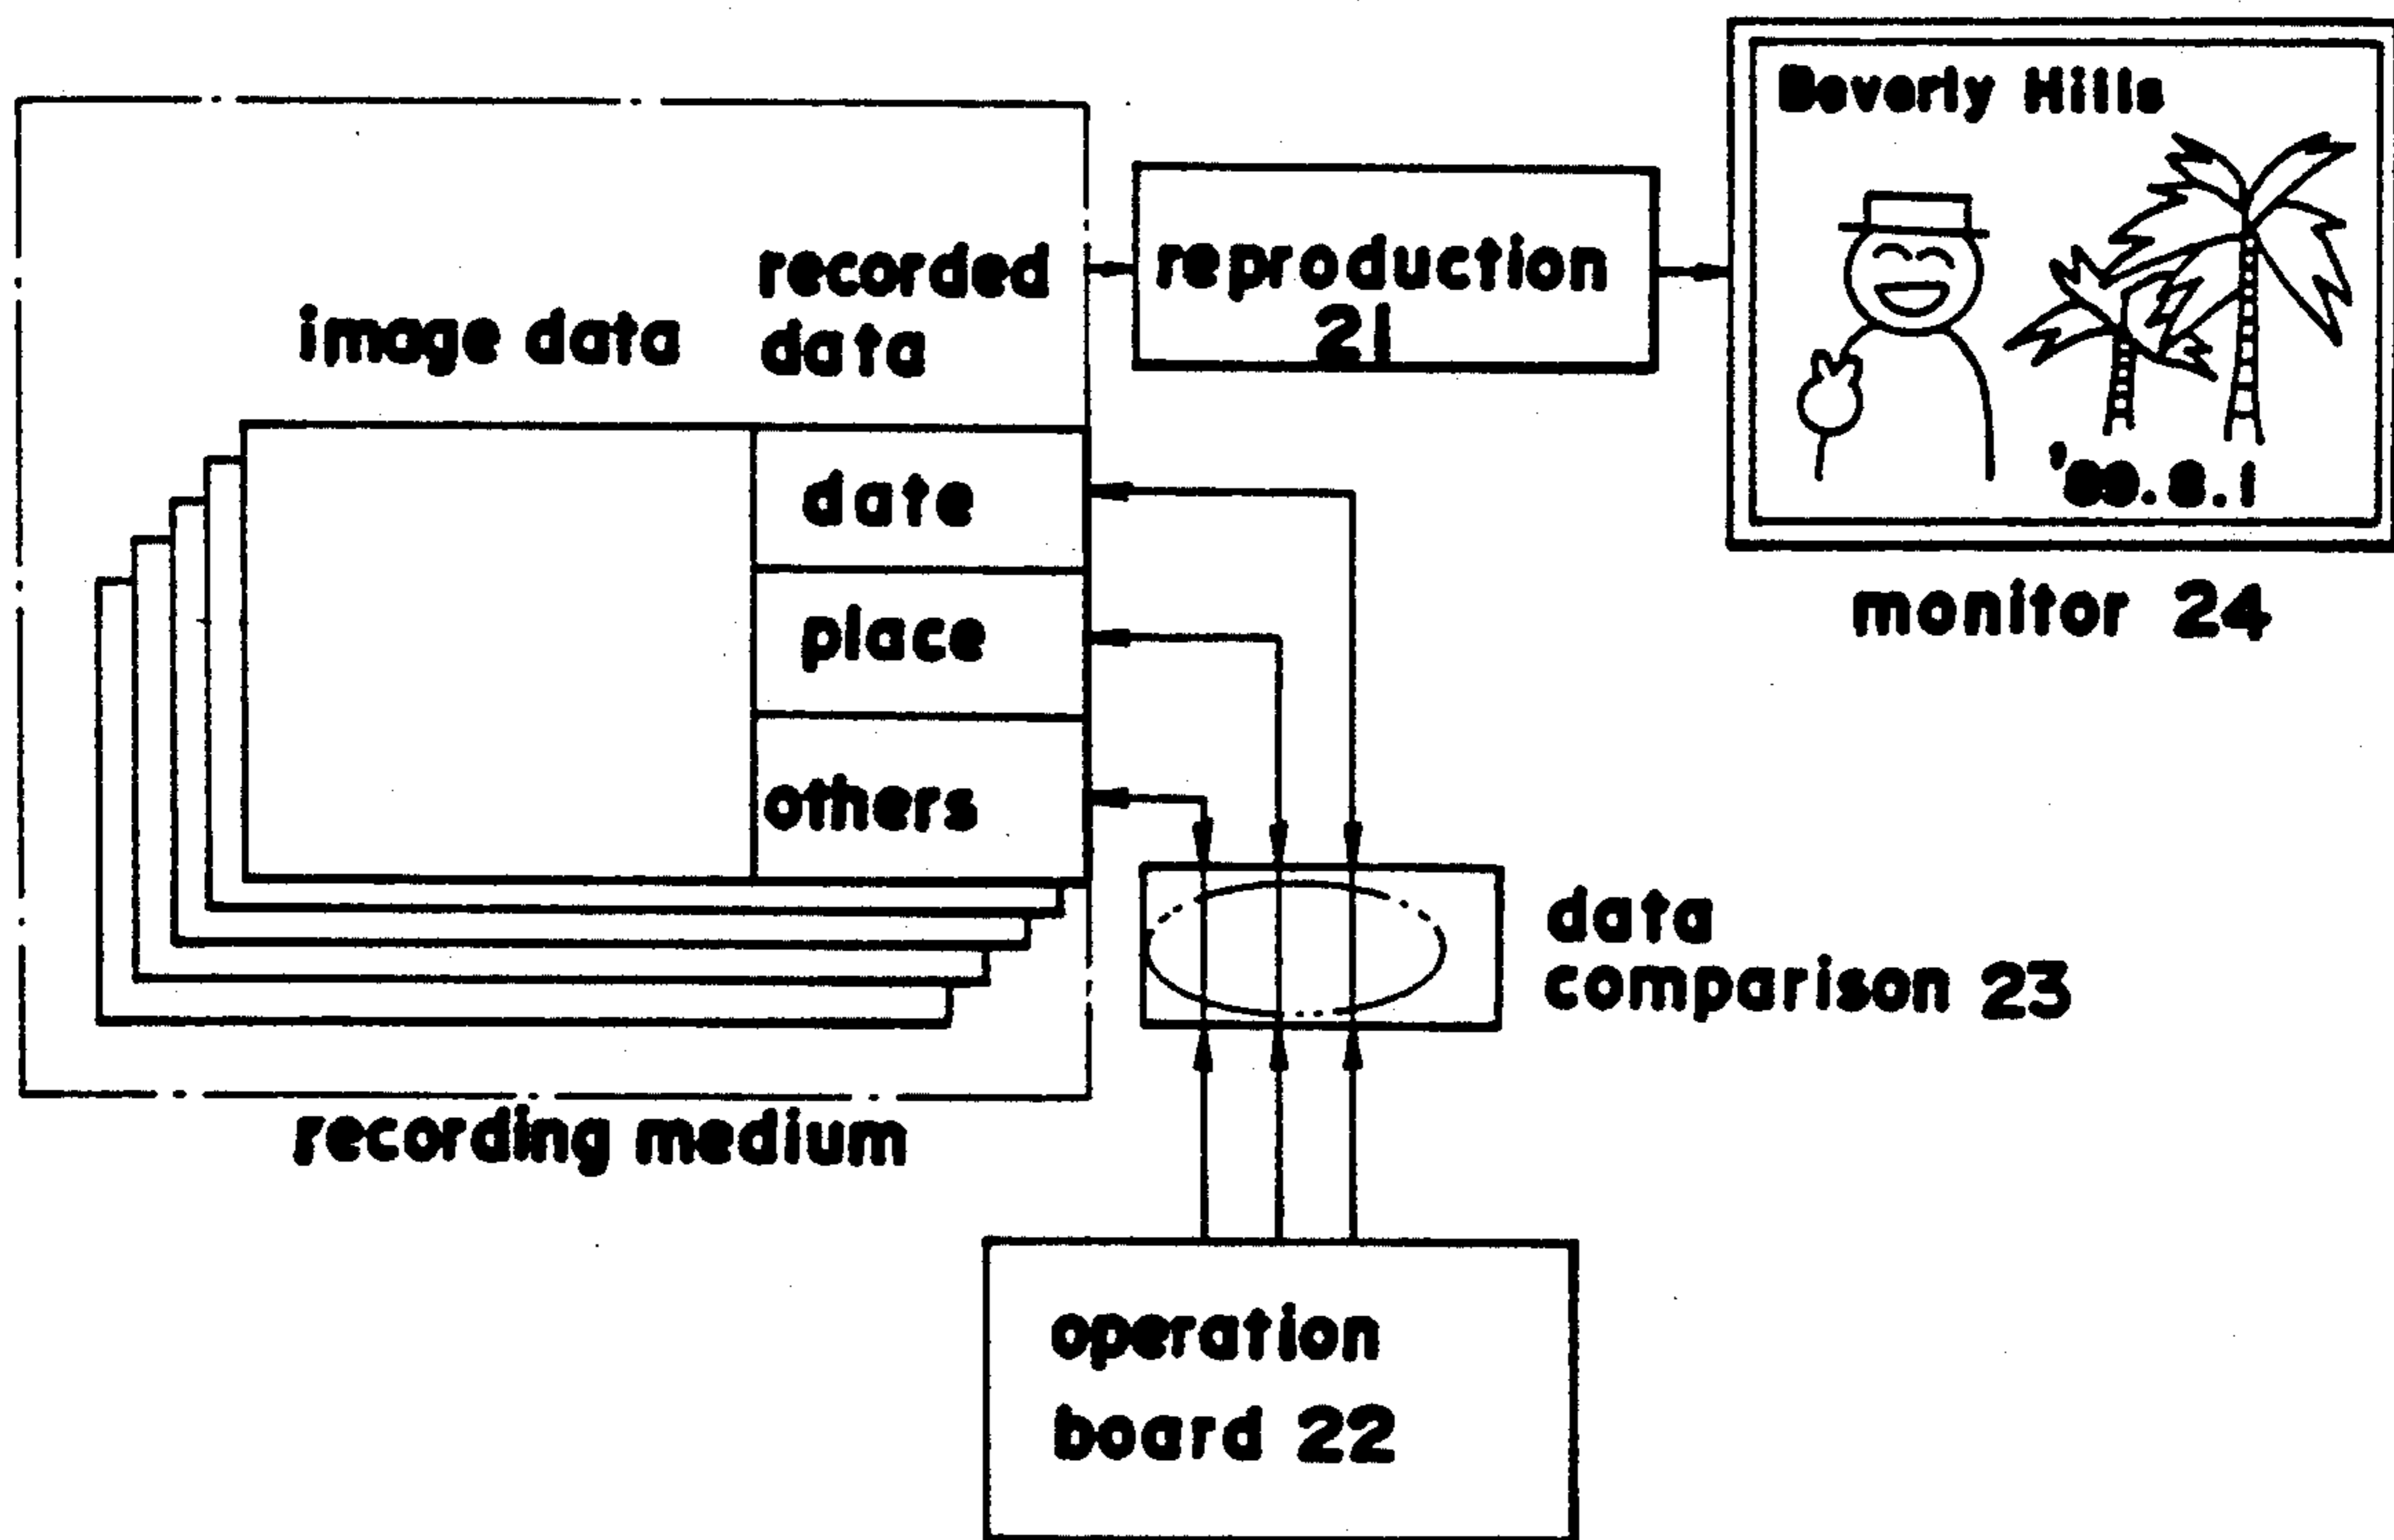 Beverly Hills
recorded
data
image data
reproduction
21
date
place
others
monitor 24
data
comparison 23
recording medium
operation
board 22